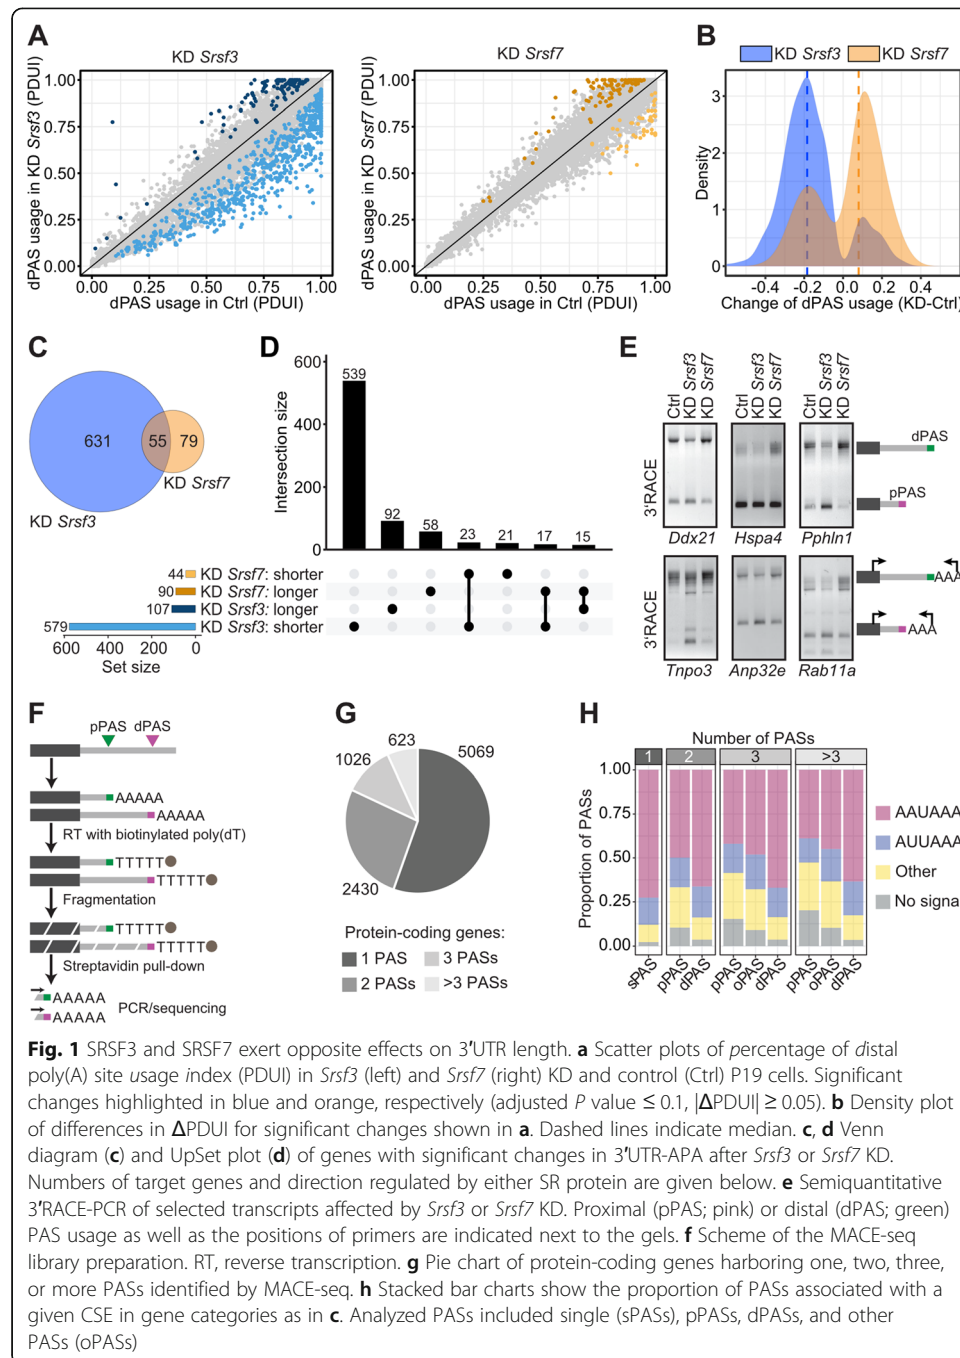 A
KD Srsf3
dPAS usage in KD Srsf3 (PDUI)
1.00
0.75
0.50
0.25
0.00
0.00 0.25 0.50 0.75 1.00
dPAS usage in Ctrl (PDUI)
KD Srsf7
dPAS usage in KD Srsf7 (PDUI)
1.00
0.75
0.50
0.25
0.00
0.00 0.25 0.50 0.75 1.00
dPAS usage in Ctrl (PDUI)
B
KD Srsf3 KD Srsf7
Density
3
2
1
0
-0.4 -0.2 0.0 0.2 0.4
Change of dPAS usage (KD-Ctrl)
C
631 55 79
KD Srsf7
KD Srsf3
D
Intersection size
600
400
200
0
539
92
58
23
21
17
15
44 KD Srsf7: shorter
90 KD Srsf7: longer
107 KD Srsf3: longer
579 KD Srsf3: shorter
600 400 200 0
Set size
E
Ctrl
KD Srsf3
KD Srsf7
Ctrl
KD Srsf3
KD Srsf7
Ctrl
KD Srsf3
KD Srsf7
3'RACE
dPAS
pPAS
Ddx21 Hspa4 Pphln1
3'RACE
AAA
AAA
Tnpo3 Anp32e Rab11a
F
pPAS dPAS
AAAAA
AAAAA
RT with biotinylated poly(dT)
TTTTT
TTTTT
Fragmentation
TTTTT
TTTTT
Streptavidin pull-down
AAAAA
AAAAA
PCR/sequencing
G
623
1026
5069
2430
Protein-coding genes:
1 PAS 3 PASs
2 PASs >3 PASs
H
Number of PASs
1 2 3 >3
Proportion of PASs
1.00
0.75
0.50
0.25
0.00
sPAS pPAS dPAS pPAS oPAS dPAS pPAS oPAS dPAS
AAUAAA
AUUAAA
Other
No signa
Fig. 1 SRSF3 and SRSF7 exert opposite effects on 3′UTR length. a Scatter plots of percentage of distal
poly(A) site usage index (PDUI) in Srsf3 (left) and Srsf7 (right) KD and control (Ctrl) P19 cells. Significant
changes highlighted in blue and orange, respectively (adjusted P value ≤ 0.1, |ΔPDUI| ≥ 0.05). b Density plot
of differences in ΔPDUI for significant changes shown in a. Dashed lines indicate median. c, d Venn
diagram (c) and UpSet plot (d) of genes with significant changes in 3′UTR-APA after Srsf3 or Srsf7 KD.
Numbers of target genes and direction regulated by either SR protein are given below. e Semiquantitative
3′RACE-PCR of selected transcripts affected by Srsf3 or Srsf7 KD. Proximal (pPAS; pink) or distal (dPAS; green)
PAS usage as well as the positions of primers are indicated next to the gels. f Scheme of the MACE-seq
library preparation. RT, reverse transcription. g Pie chart of protein-coding genes harboring one, two, three,
or more PASs identified by MACE-seq. h Stacked bar charts show the proportion of PASs associated with a
given CSE in gene categories as in c. Analyzed PASs included single (sPASs), pPASs, dPASs, and other
PASs (oPASs)